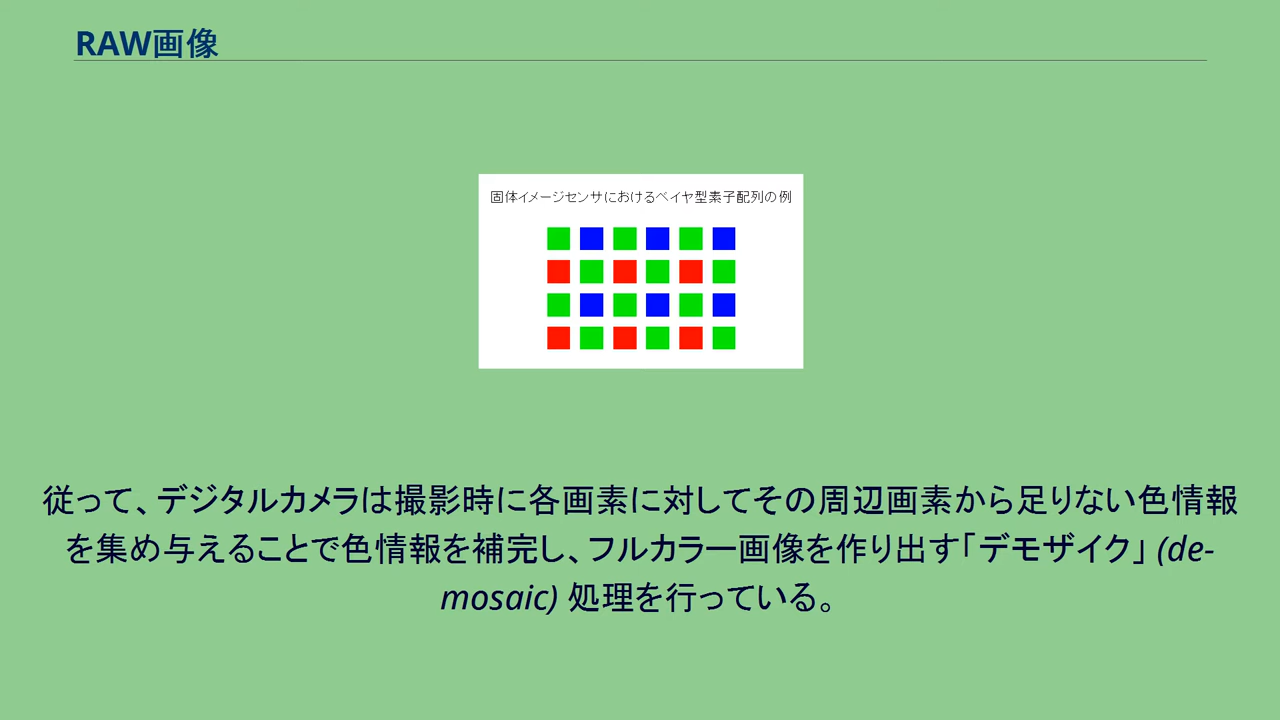 RAW画像
固体イメージセンサにおけるベイヤ型素子配列の例
従って、デジタルカメラは撮影時に各画素に対してその周辺画素から足りない色情報
を集め与えることで色情報を補完し、フルカラー画像を作り出す「デモザイク」 (de-
mosaic) 処理を行っている。